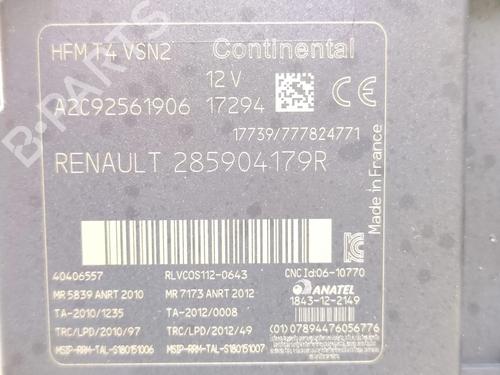 HFM T4 VSN2 Continental
12 V
A2C92561906 17294
17739/777824771
RENAULT 285904179R
Made in France
40406557 RLVCOS112-0643 CNC Id:06-10770
MR 5839 ANRT 2010 MR 7173 ANRT 2012 ANATEL
TA-2010/1235 TA-2012/0008 1843-12-2149
TRC/LPD/2010/97 TRC/LPD/2012/49 (01)07894476056776
MSIP-RRM-TAL-S180151006 MSIP-RRM-TAL-S180151007
B-PARTS